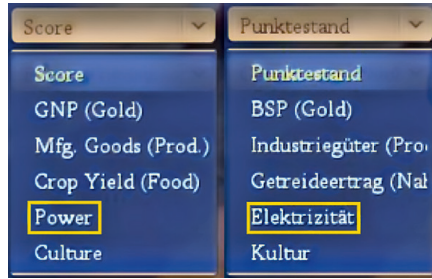 Score
Score
GNP (Gold)
Mfg. Goods (Prod.)
Crop Yield (Food)
Power
Culture
Punktestand
Punktestand
BSP (Gold)
Industriegüter (Pro
Getreideertrag (Nah
Elektrizität
Kultur